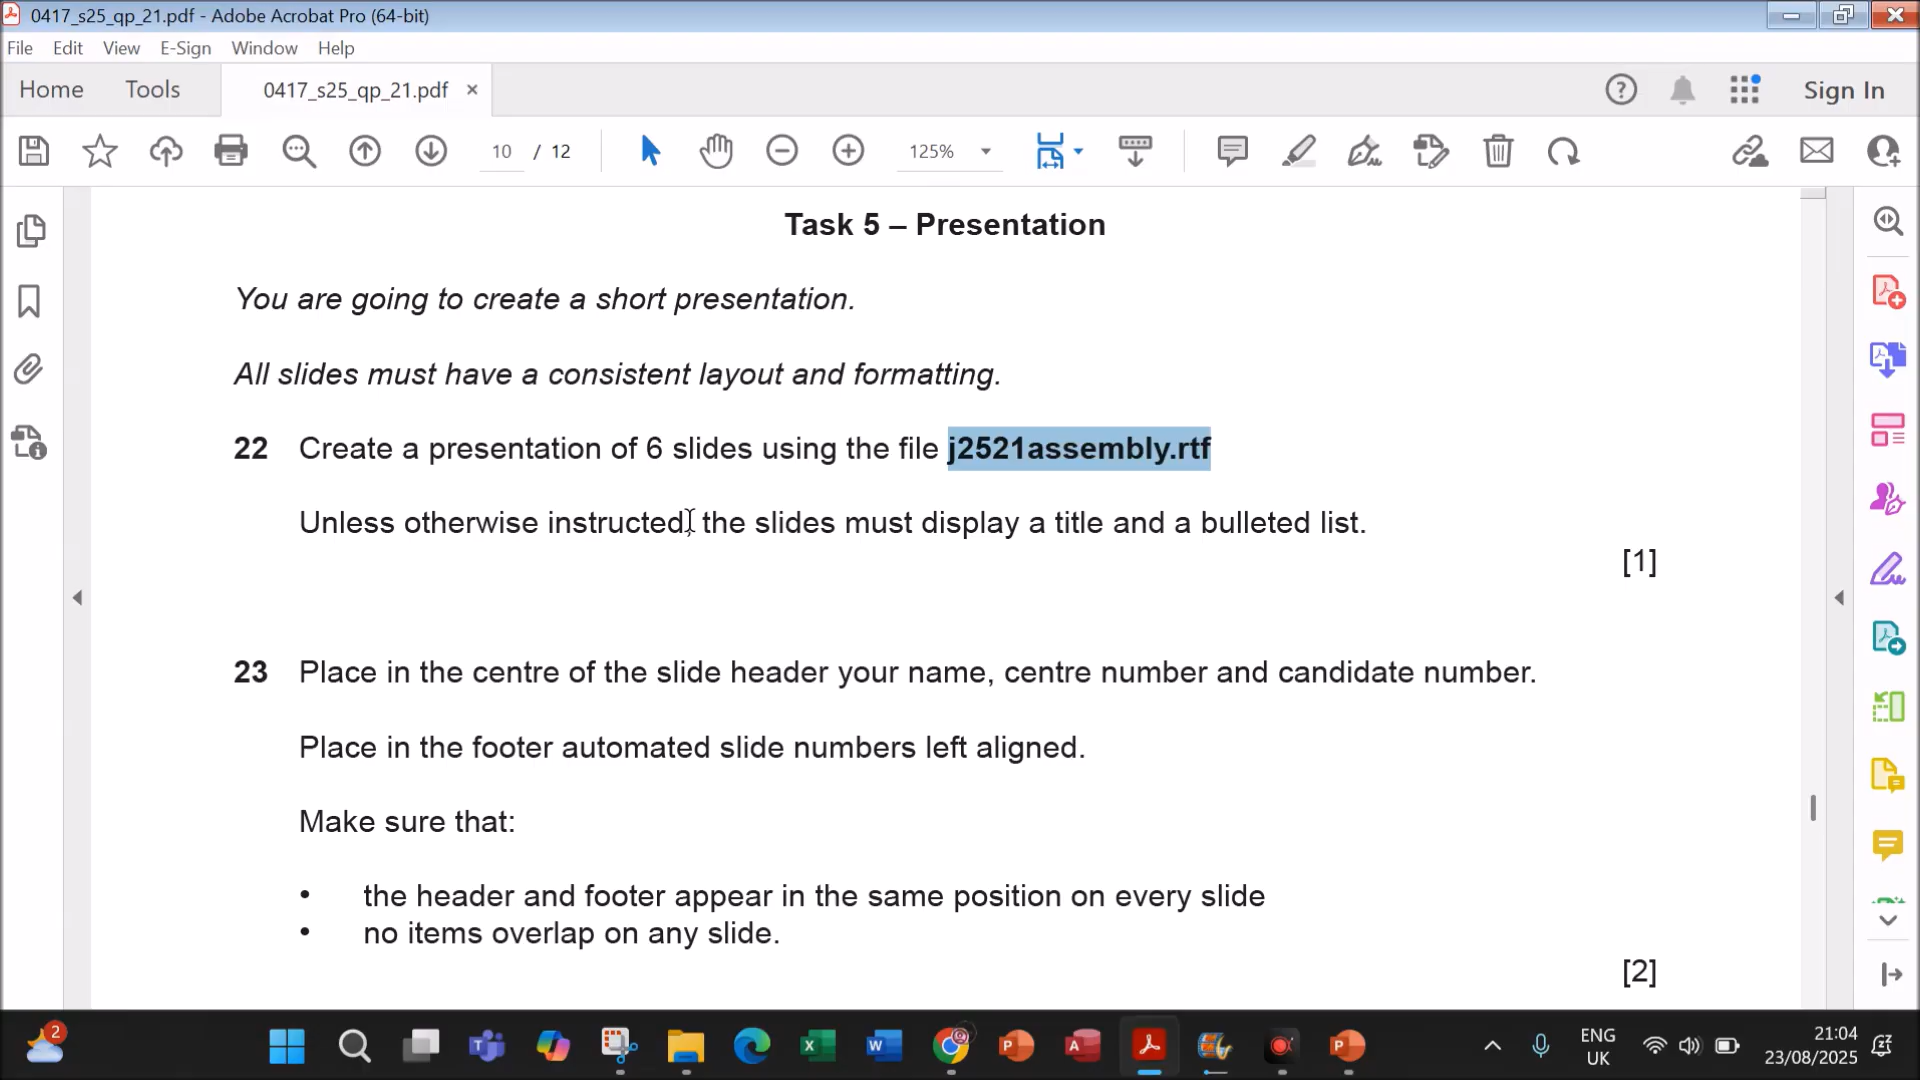 0417_s25_qp_21.pdf - Adobe Acrobat Pro (64-bit)
File Edit View E-Sign Window Help
Home Tools 0417_s25_qp_21.pdf × Sign In
10 / 12 125%
Task 5 – Presentation
You are going to create a short presentation.
All slides must have a consistent layout and formatting.
22 Create a presentation of 6 slides using the file j2521assembly.rtf
Unless otherwise instructed, the slides must display a title and a bulleted list.
[1]
23 Place in the centre of the slide header your name, centre number and candidate number.
Place in the footer automated slide numbers left aligned.
Make sure that:
• the header and footer appear in the same position on every slide
• no items overlap on any slide.
[2]
2
ENG
UK
21:04
23/08/2025